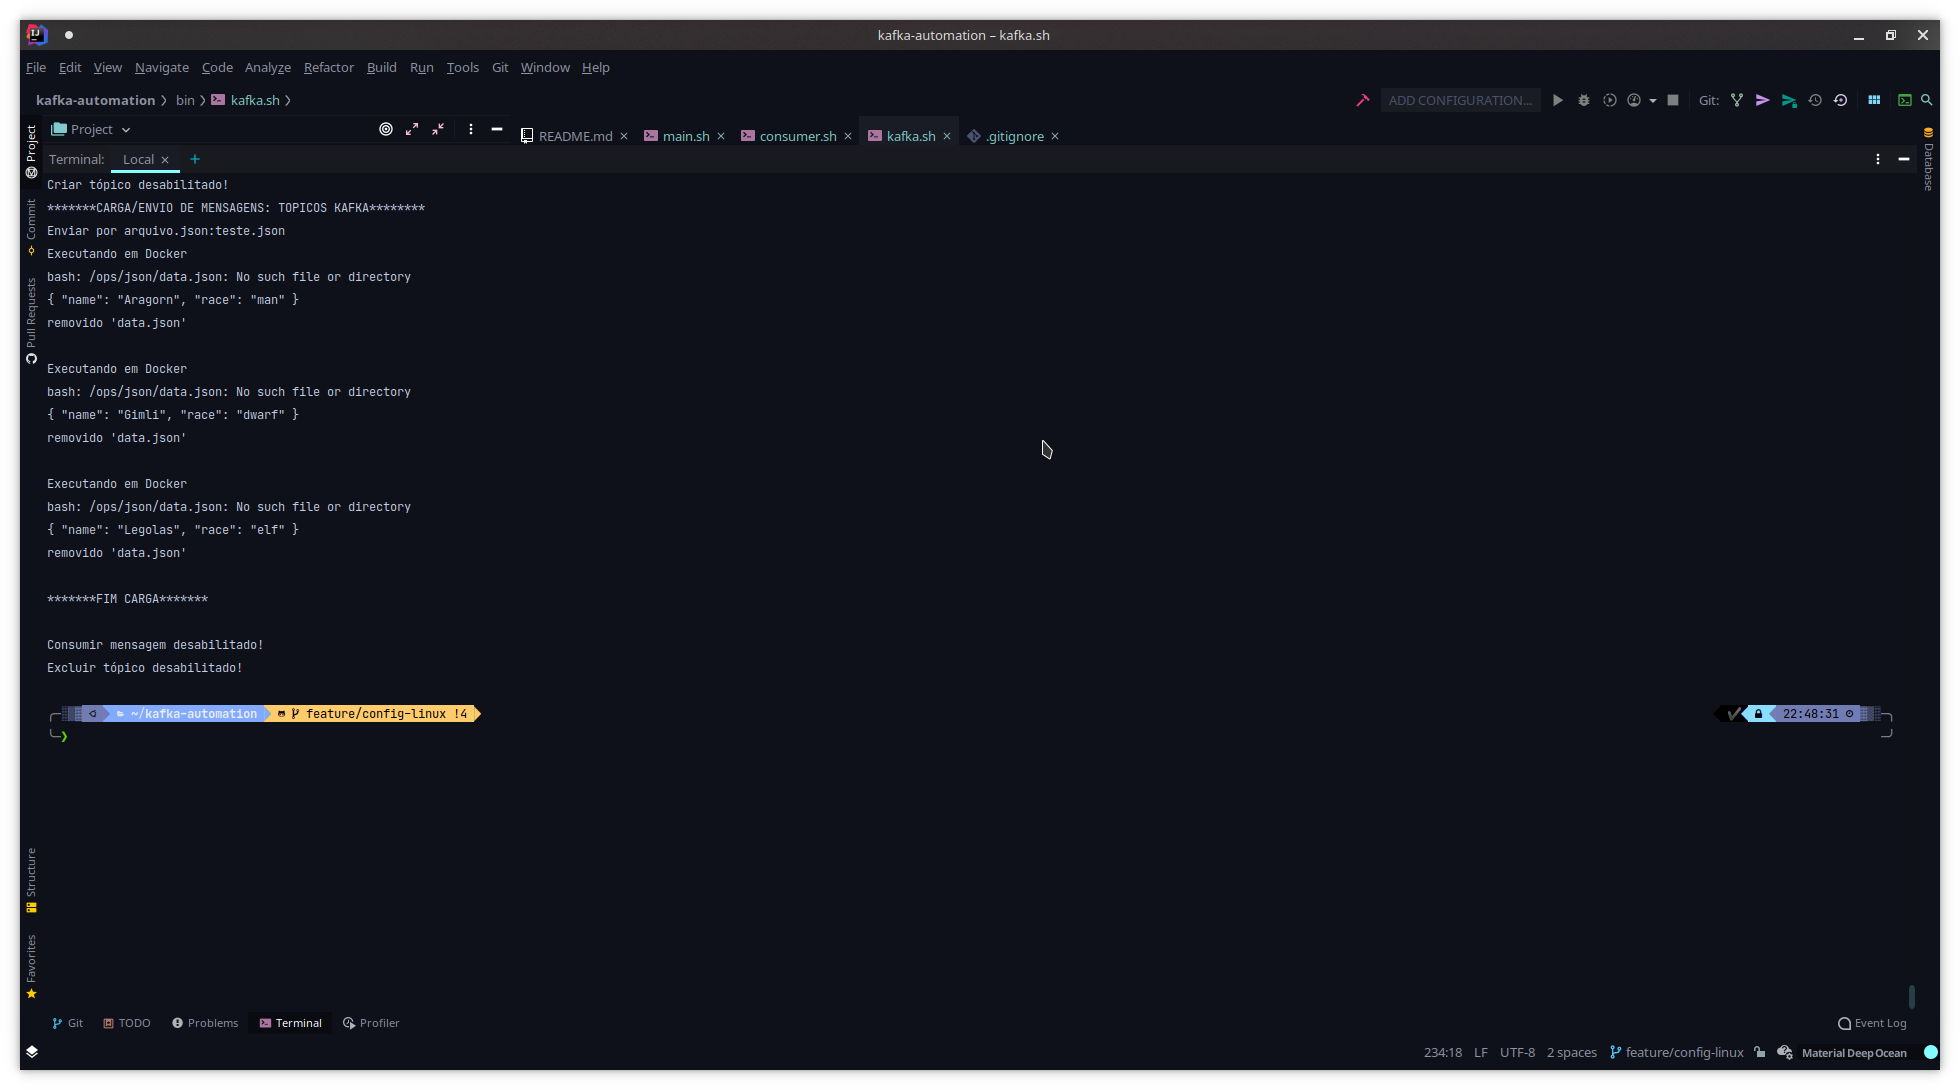 kafka-automation – kafka.sh
File Edit View Navigate Code Analyze Refactor Build Run Tools Git Window Help
kafka-automation bin kafka.sh ADD CONFIGURATION... Git:
Project README.md main.sh consumer.sh kafka.sh .gitignore
Terminal: Local
Project
Commit
Pull Requests
Structure
Favorites
Database
Criar tópico desabilitado!
*******CARGA/ENVIO DE MENSAGENS: TOPICOS KAFKA********
Enviar por arquivo.json:teste.json
Executando em Docker
bash: /ops/json/data.json: No such file or directory
{ "name": "Aragorn", "race": "man" }
removido 'data.json'
Executando em Docker
bash: /ops/json/data.json: No such file or directory
{ "name": "Gimli", "race": "dwarf" }
removido 'data.json'
Executando em Docker
bash: /ops/json/data.json: No such file or directory
{ "name": "Legolas", "race": "elf" }
removido 'data.json'
*******FIM CARGA*******
Consumir mensagem desabilitado!
Excluir tópico desabilitado!
~/kafka-automation feature/config-linux !4 22:48:31
❯
Git TODO Problems Terminal Profiler Event Log
234:18 LF UTF-8 2 spaces feature/config-linux Material Deep Ocean